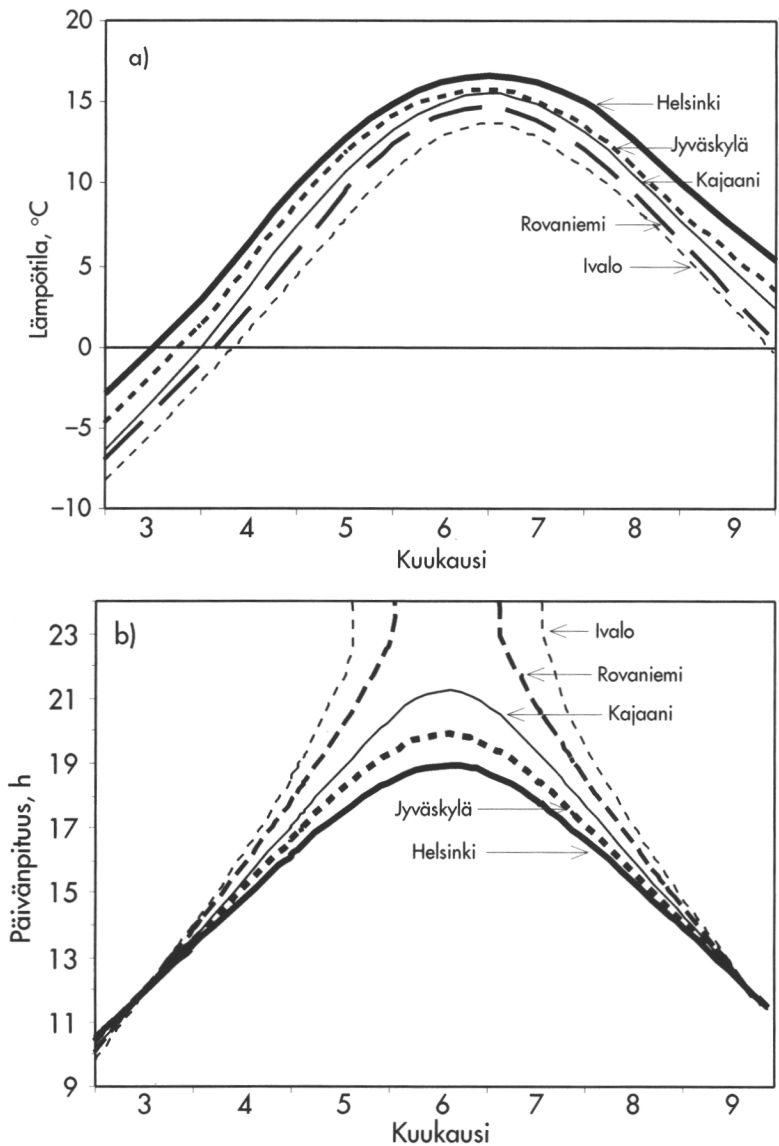 20
a)
15
10
5
0
−5
−10
Lämpötila, °C
Helsinki
Jyväskylä
Kajaani
Rovaniemi
Ivalo
3 4 5 6 7 8 9
Kuukausi
b)
23
21
19
17
15
13
11
9
Päivänpituus, h
Ivalo
Rovaniemi
Kajaani
Jyväskylä
Helsinki
3 4 5 6 7 8 9
Kuukausi